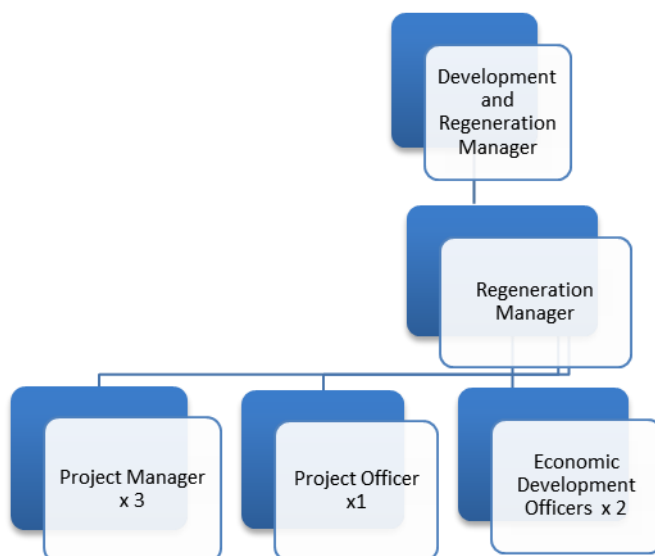 Development
and
Regeneration
Manager
Regeneration
Manager
Project Manager
x 3
Project Officer
x1
Economic
Development
Officers x 2